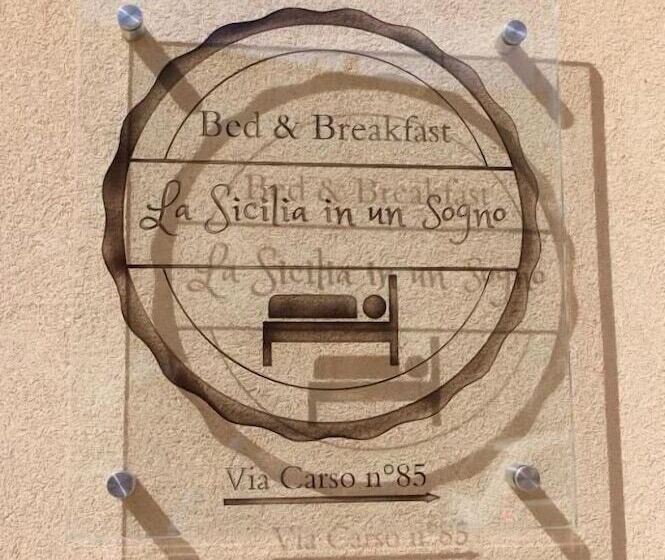 Bed & Breakfast
La Sicilia in un Sogno
Via Carso n°85